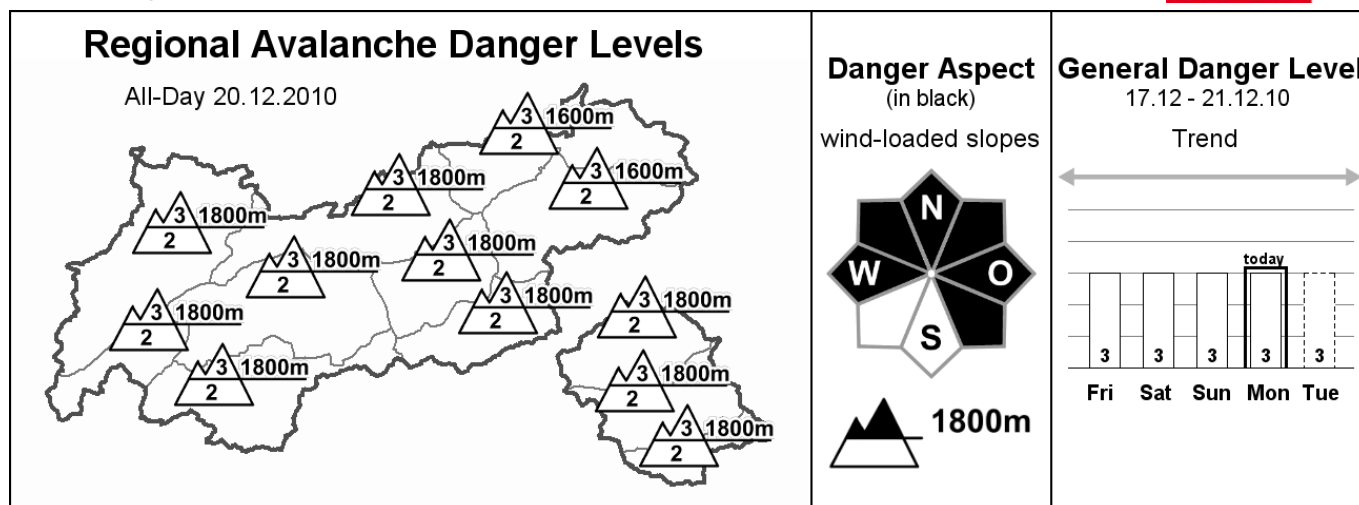 Regional Avalanche Danger Levels
All-Day 20.12.2010
3 1600m
2
3 1600m
2
3 1800m
2
3 1800m
2
3 1800m
2
3 1800m
2
3 1800m
2
3 1800m
2
3 1800m
2
3 1800m
2
3 1800m
2
3 1800m
2
Danger Aspect
(in black)
wind-loaded slopes
N
W O
S
1800m
General Danger Level
17.12 - 21.12.10
Trend
today
3 3 3 3 3
Fri Sat Sun Mon Tue